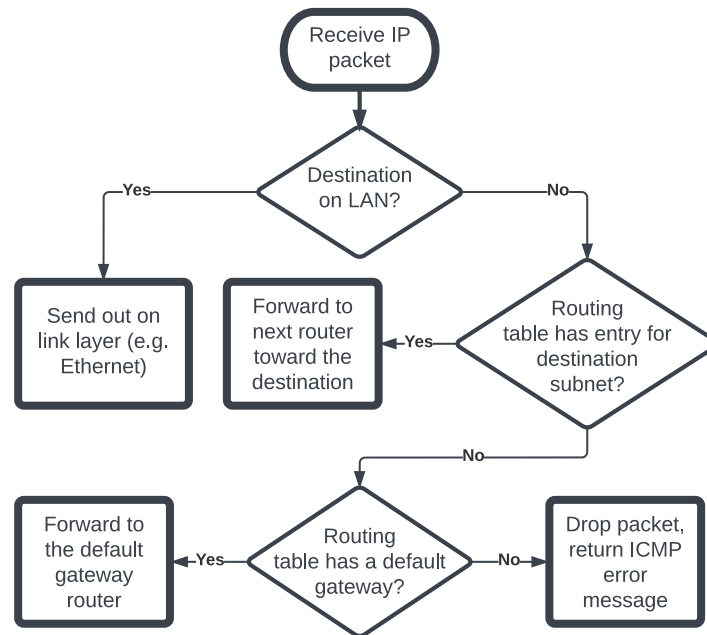 Receive IP
packet
Destination
on LAN?
Yes
No
Send out on
link layer (e.g.
Ethernet)
Forward to
next router
toward the
destination
Yes
Routing
table has entry for
destination
subnet?
No
Forward to
the default
gateway
router
Yes
Routing
table has a default
gateway?
No
Drop packet,
return ICMP
error
message